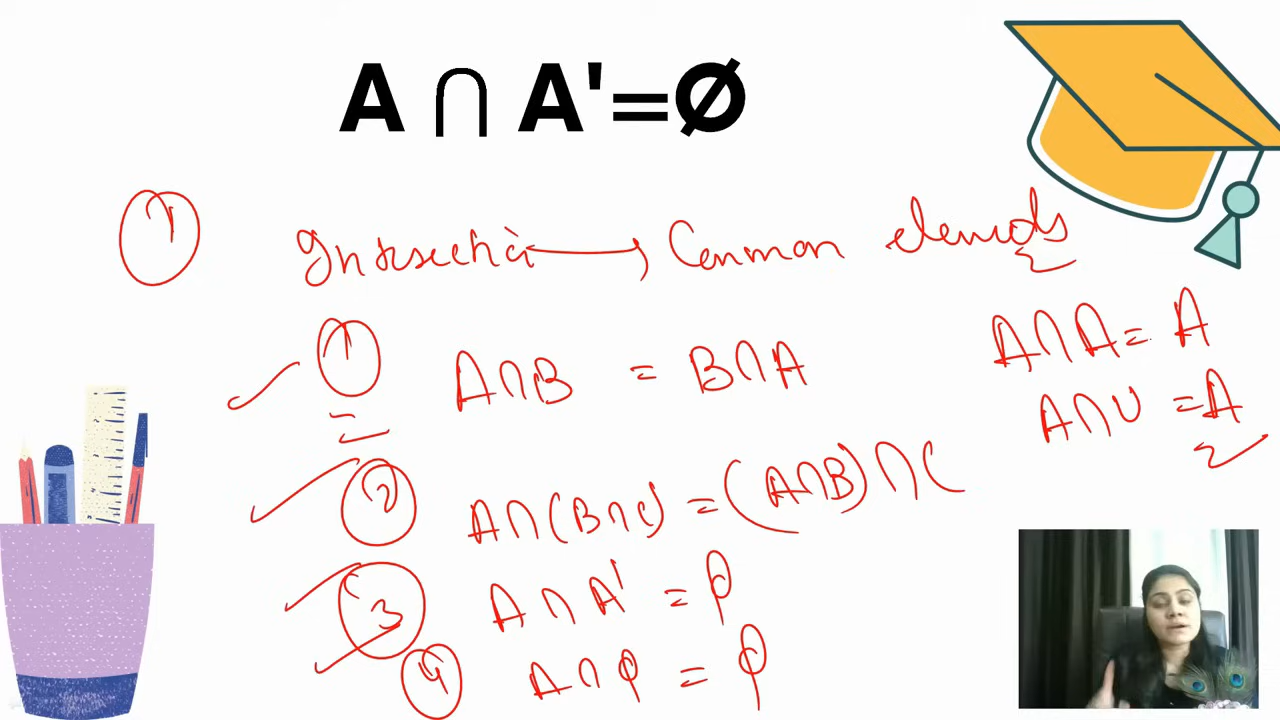 A ∩ A'=Ø
1 Intersection → Common elements
1 A∩B = B∩A
A∩A = A
A∩U = A
2 A∩(B∩C) = (A∩B)∩C
3 A∩A' = φ
4 A∩φ = φ